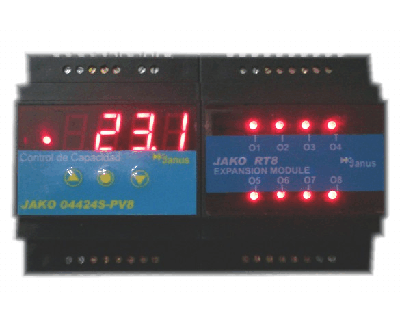 23.1
Control de Capacidad
Janus
JAKO 04424S-PV8
O1 O2 O3 O4
JAKO RT8
Janus
EXPANSION MODULE
O5 O6 O7 O8